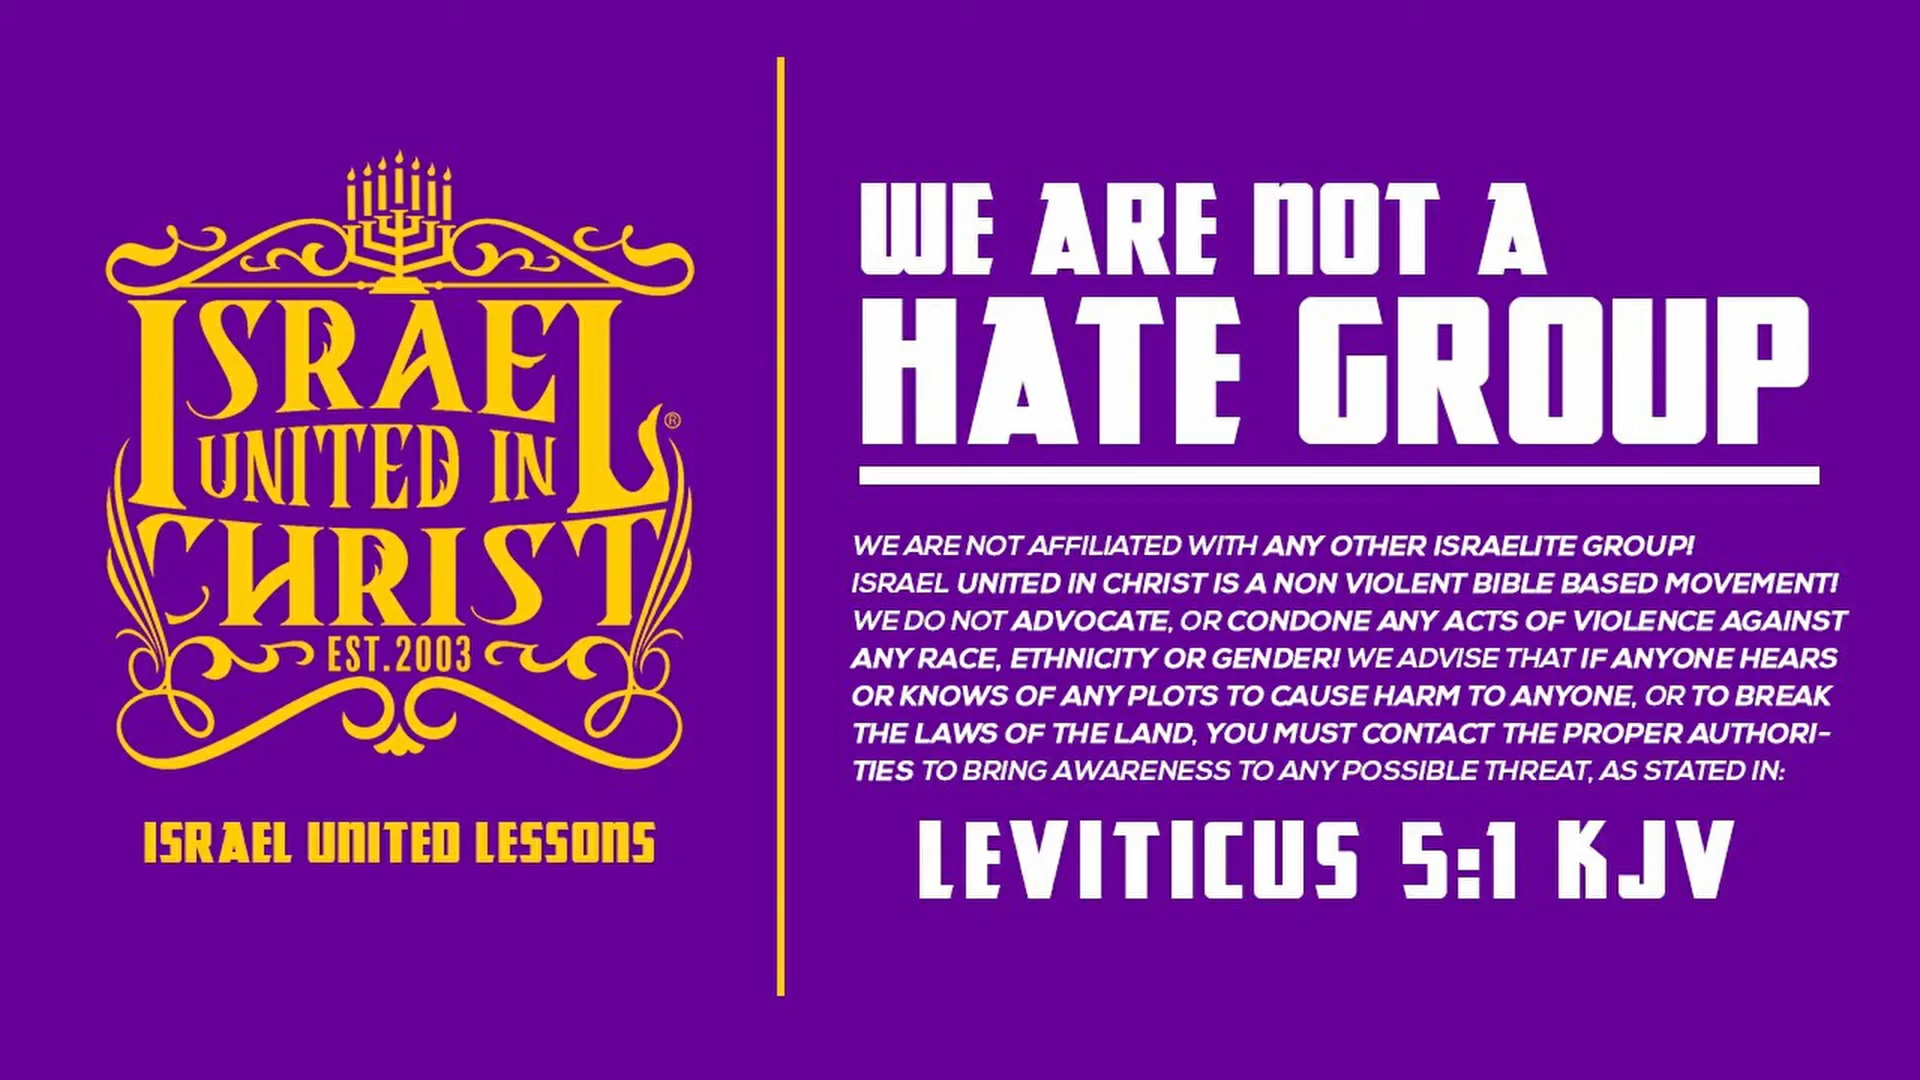 ISRAEL
UNITED IN
CHRIST
®
EST.2003
ISRAEL UNITED LESSONS
WE ARE NOT A
HATE GROUP
WE ARE NOT AFFILIATED WITH ANY OTHER ISRAELITE GROUP!
ISRAEL UNITED IN CHRIST IS A NON VIOLENT BIBLE BASED MOVEMENT!
WE DO NOT ADVOCATE, OR CONDONE ANY ACTS OF VIOLENCE AGAINST
ANY RACE, ETHNICITY OR GENDER! WE ADVISE THAT IF ANYONE HEARS
OR KNOWS OF ANY PLOTS TO CAUSE HARM TO ANYONE, OR TO BREAK
THE LAWS OF THE LAND, YOU MUST CONTACT THE PROPER AUTHORI-
TIES TO BRING AWARENESS TO ANY POSSIBLE THREAT, AS STATED IN:
LEVITICUS 5:1 KJV